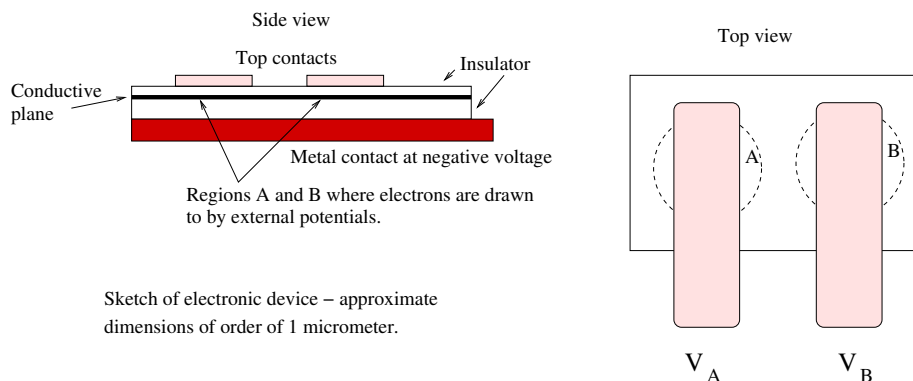 Side view
Top contacts
Insulator
Conductive
plane
Metal contact at negative voltage
Regions A and B where electrons are drawn
to by external potentials.
Sketch of electronic device − approximate
dimensions of order of 1 micrometer.
Top view
A
B
V_A
V_B